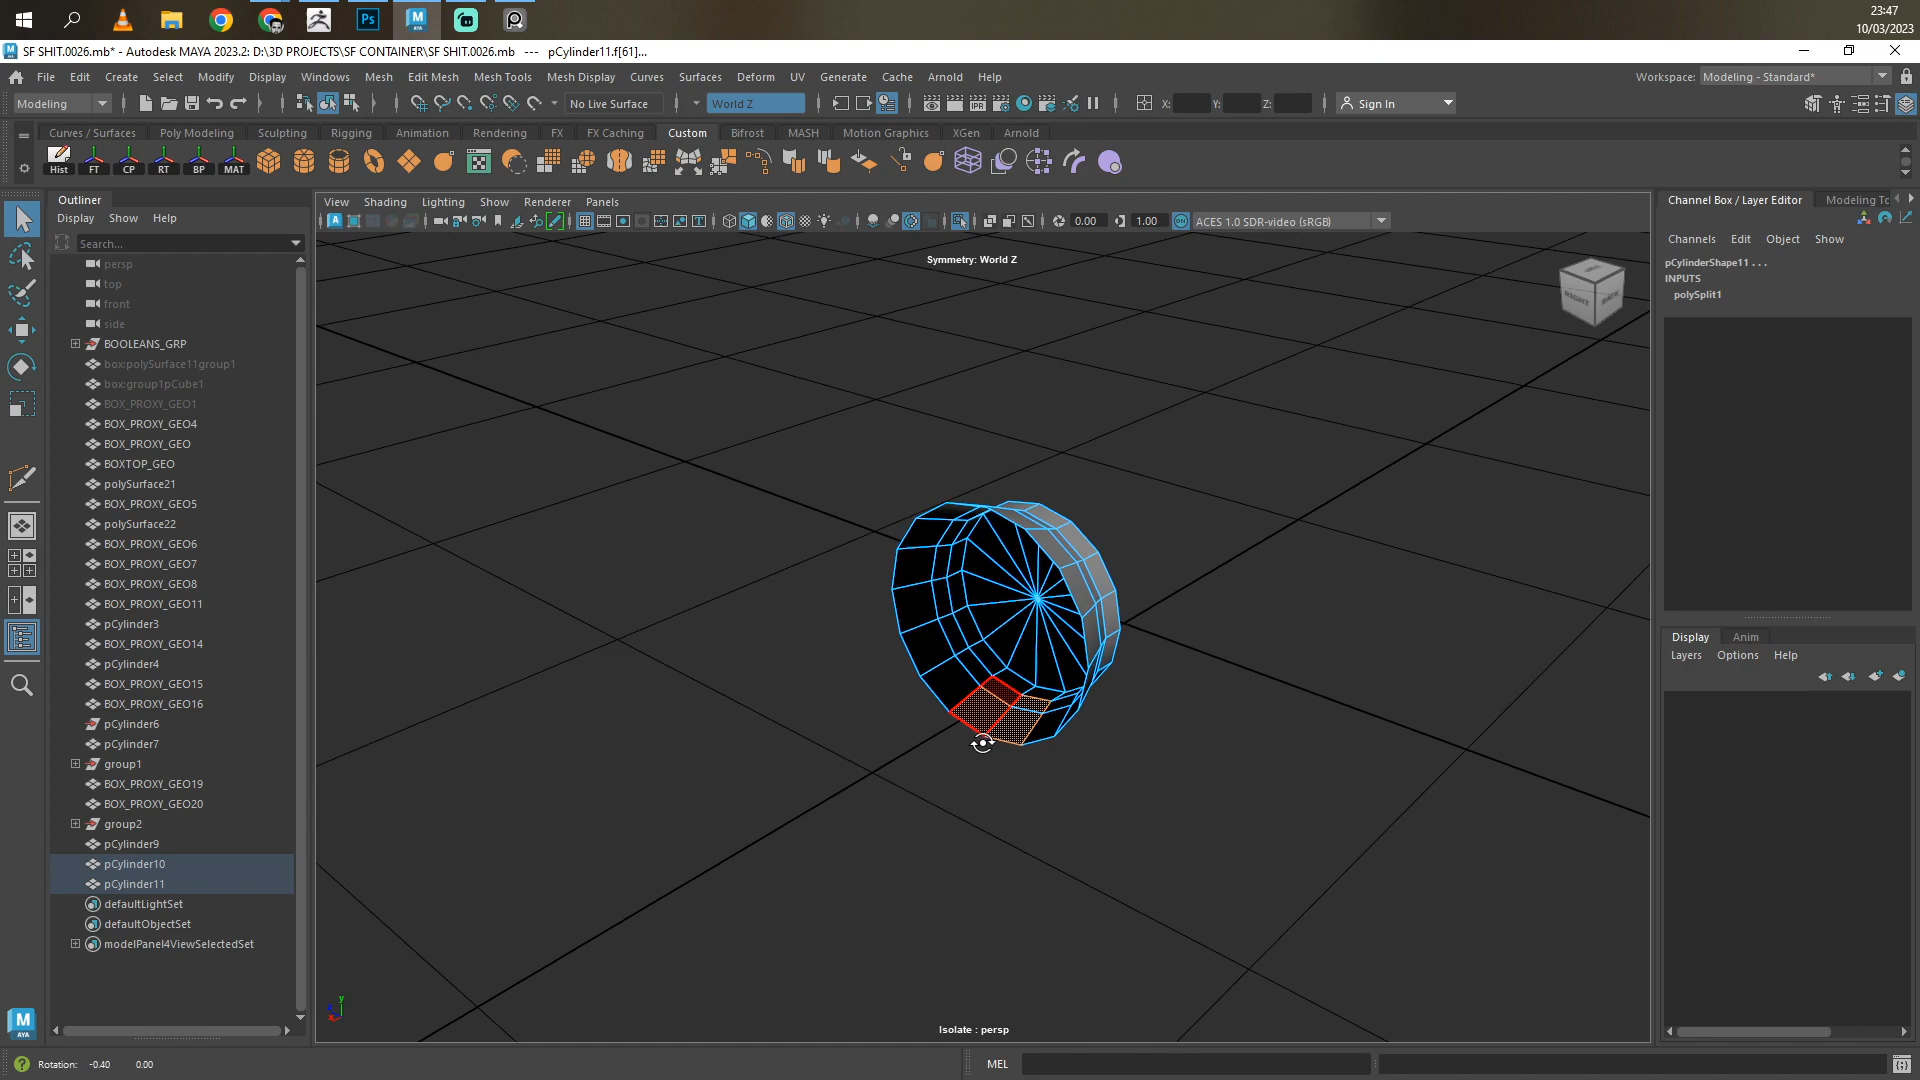 Ps
M
AYA
23:47
10/03/2023
SF SHIT.0026.mb* - Autodesk MAYA 2023.2: D:\3D PROJECTS\SF CONTAINER\SF SHIT.0026.mb   ---   pCylinder11.f[61]...
File Edit Create Select Modify Display Windows Mesh Edit Mesh Mesh Tools Mesh Display Curves Surfaces Deform UV Generate Cache Arnold Help
Workspace: Modeling - Standard*
Modeling
No Live Surface
World Z
IPR
X:
Y:
Z:
Sign In
Curves / Surfaces Poly Modeling Sculpting Rigging Animation Rendering FX FX Caching Custom Bifrost MASH Motion Graphics XGen Arnold
Hist FT CP RT BP MAT
Outliner
Display Show Help
Search...
persp
top
front
side
BOOLEANS_GRP
box:polySurface11group1
box:group1pCube1
BOX_PROXY_GEO1
BOX_PROXY_GEO4
BOX_PROXY_GEO
BOXTOP_GEO
polySurface21
BOX_PROXY_GEO5
polySurface22
BOX_PROXY_GEO6
BOX_PROXY_GEO7
BOX_PROXY_GEO8
BOX_PROXY_GEO11
pCylinder3
BOX_PROXY_GEO14
pCylinder4
BOX_PROXY_GEO15
BOX_PROXY_GEO16
pCylinder6
pCylinder7
group1
BOX_PROXY_GEO19
BOX_PROXY_GEO20
group2
pCylinder9
pCylinder10
pCylinder11
defaultLightSet
defaultObjectSet
modelPanel4ViewSelectedSet
View Shading Lighting Show Renderer Panels
0.00
1.00
ON
ACES 1.0 SDR-video (sRGB)
Symmetry: World Z
RIGHT
BACK
y
Isolate : persp
Channel Box / Layer Editor
Modeling To
Channels Edit Object Show
pCylinderShape11 . . .
INPUTS
polySplit1
Display Anim
Layers Options Help
M
AYA
Rotation: -0.40 0.00
MEL